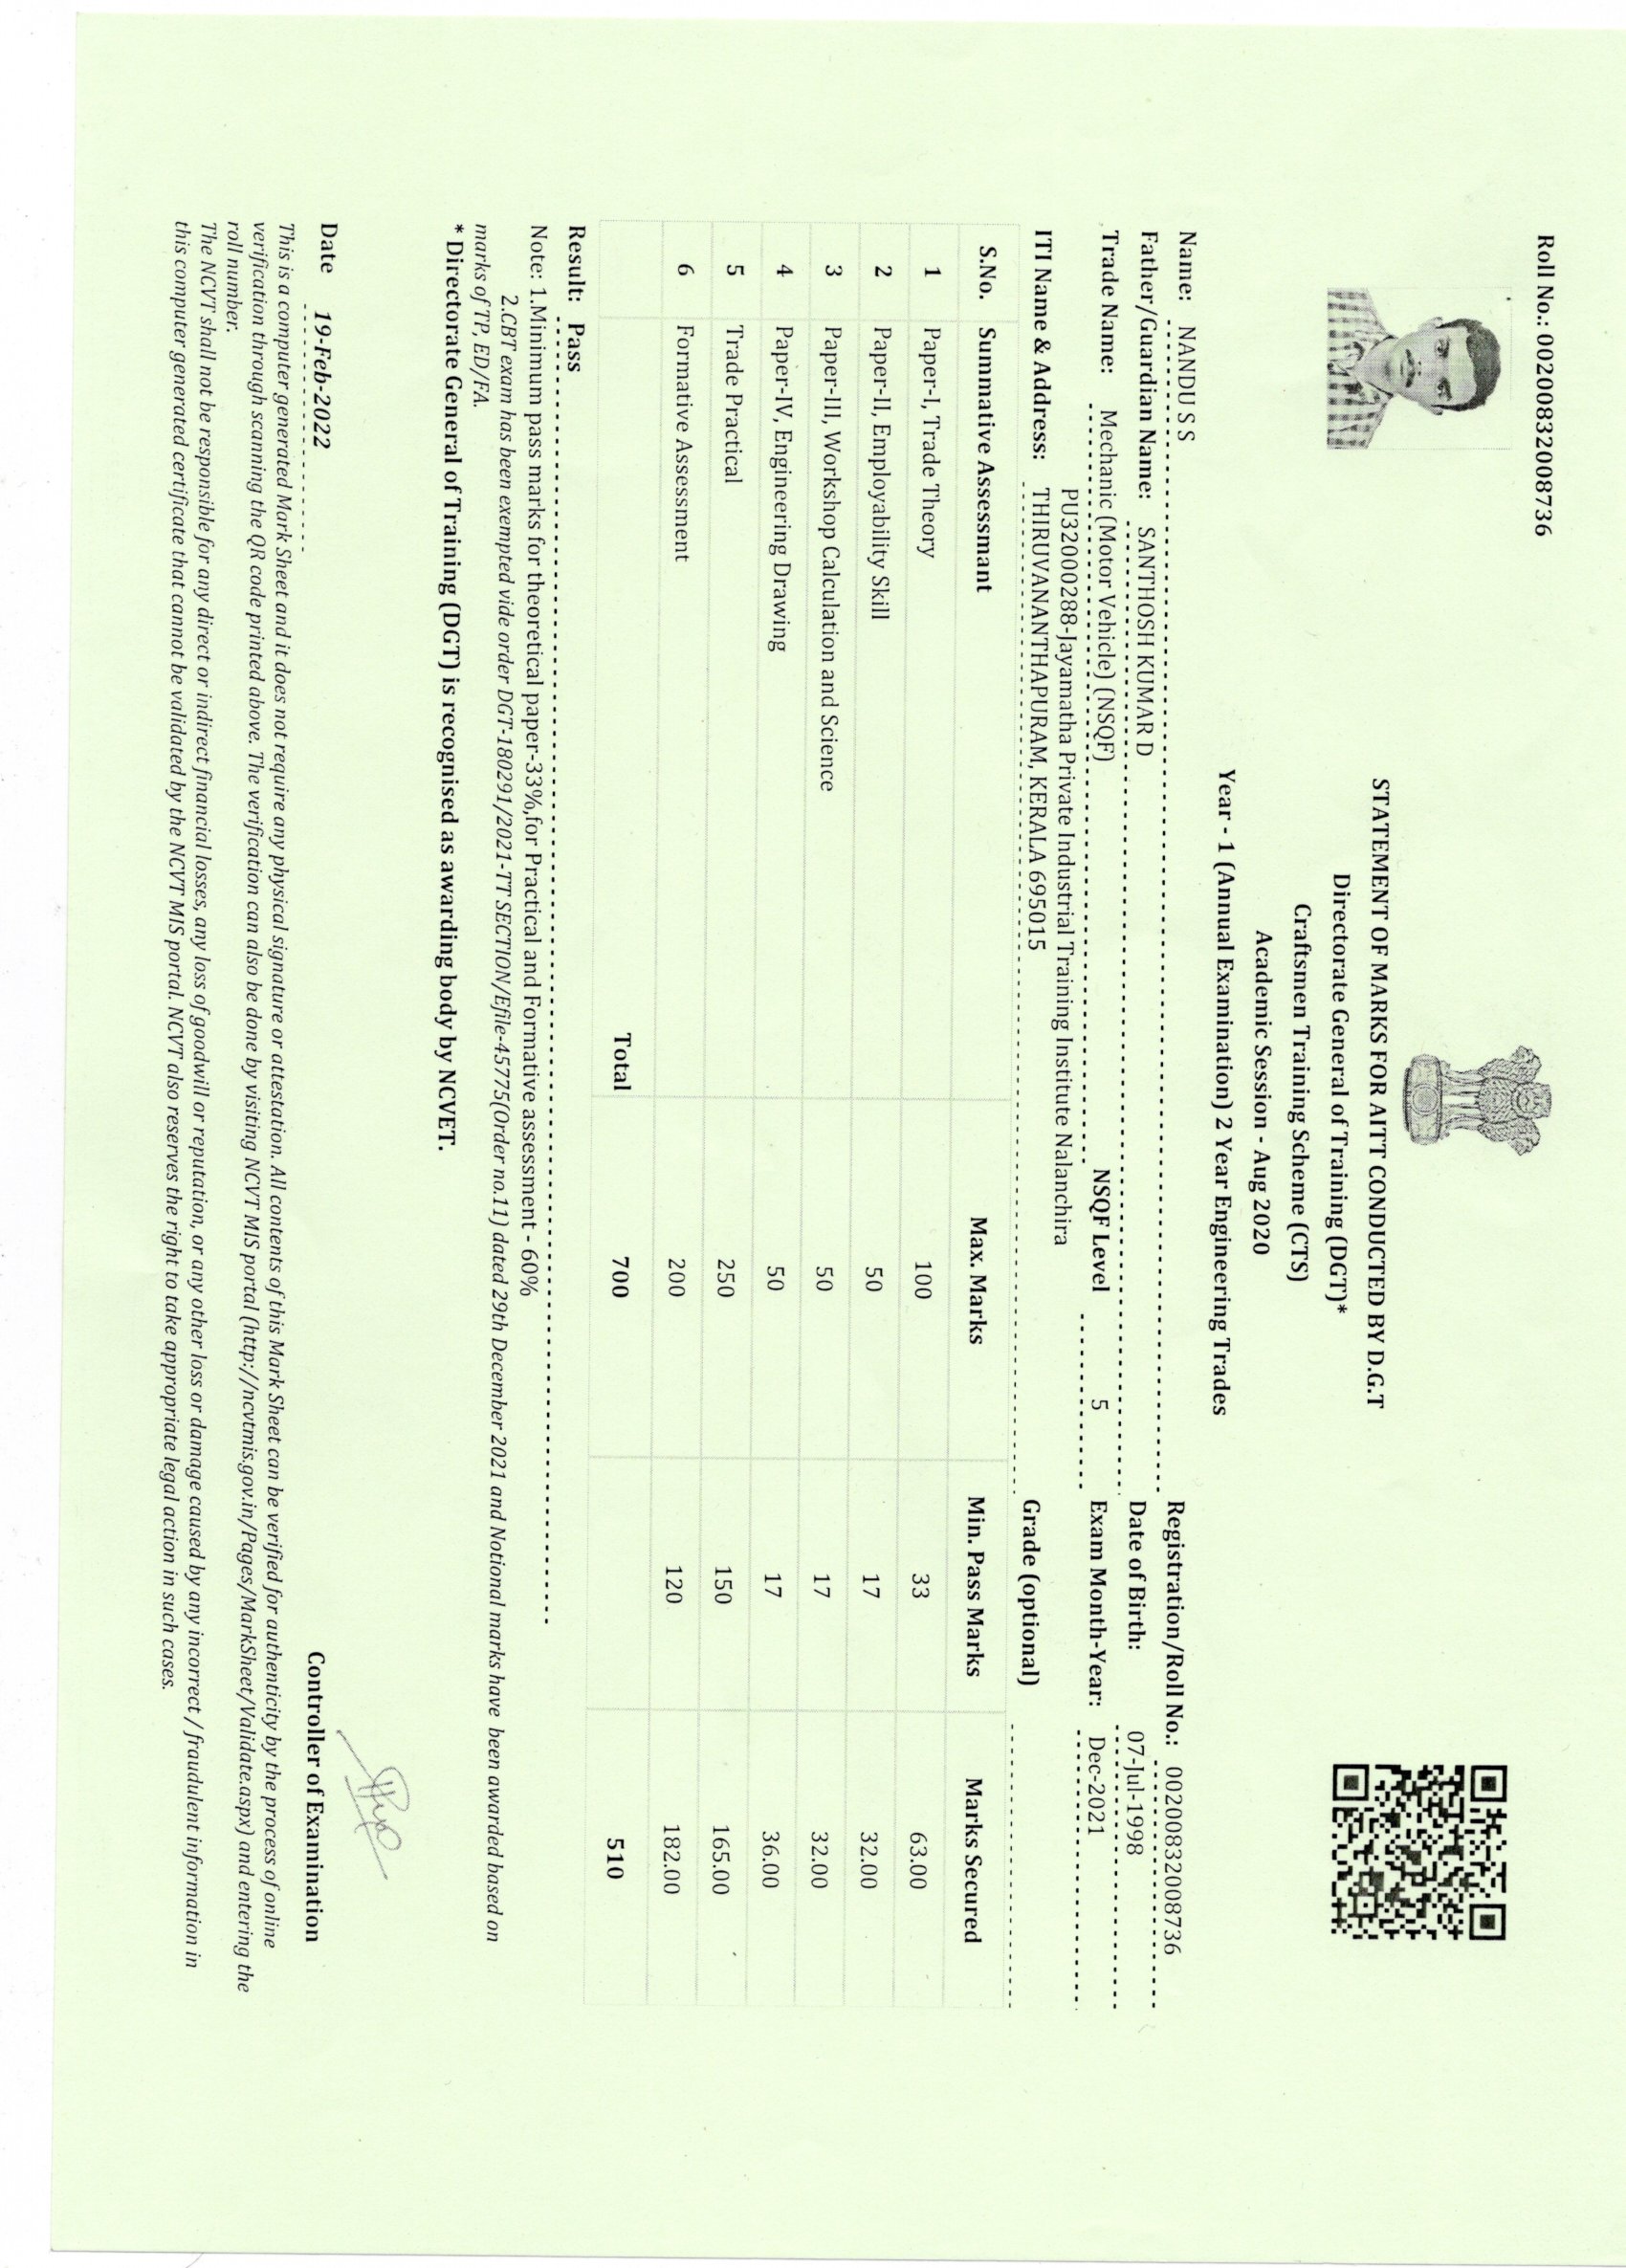 Roll No.: 00200832008736
STATEMENT OF MARKS FOR AITT CONDUCTED BY D.G.T
Directorate General of Training (DGT)*
Craftsmen Training Scheme (CTS)
Academic Session - Aug 2020
Year - 1 (Annual Examination) 2 Year Engineering Trades
Name: NANDU S S Registration/Roll No.: 00200832008736
Father/Guardian Name: SANTHOSH KUMAR D Date of Birth: 07-Jul-1998
Trade Name: Mechanic (Motor Vehicle) (NSQF) NSQF Level 5 Exam Month-Year: Dec-2021
PU32000288-Jayamatha Private Industrial Training Institute Nalanchira
ITI Name & Address: THIRUVANANTHAPURAM, KERALA 695015 Grade (optional)
S.No. Summative Assessmant Max. Marks Min. Pass Marks Marks Secured
1 Paper-I, Trade Theory 100 33 63.00
2 Paper-II, Employability Skill 50 17 32.00
3 Paper-III, Workshop Calculation and Science 50 17 32.00
4 Paper-IV, Engineering Drawing 50 17 36.00
5 Trade Practical 250 150 165.00
6 Formative Assessment 200 120 182.00
Total 700 510
Result: Pass
Note: 1.Minimum pass marks for theoretical paper-33%,for Practical and Formative assessment - 60%
2.CBT exam has been exempted vide order DGT-180291/2021-TT SECTION/Efile-45775(Order no.11) dated 29th December 2021 and Notional marks have been awarded based on
marks of TP, ED/FA.
* Directorate General of Training (DGT) is recognised as awarding body by NCVET.
Date 19-Feb-2022 Controller of Examination
This is a computer generated Mark Sheet and it does not require any physical signature or attestation. All contents of this Mark Sheet can be verified for authenticity by the process of online
verification through scanning the QR code printed above. The verification can also be done by visiting NCVT MIS portal (http://ncvtmis.gov.in/Pages/MarkSheet/Validate.aspx) and entering the
roll number.
The NCVT shall not be responsible for any direct or indirect financial losses, any loss of goodwill or reputation, or any other loss or damage caused by any incorrect / fraudulent information in
this computer generated certificate that cannot be validated by the NCVT MIS portal. NCVT also reserves the right to take appropriate legal action in such cases.